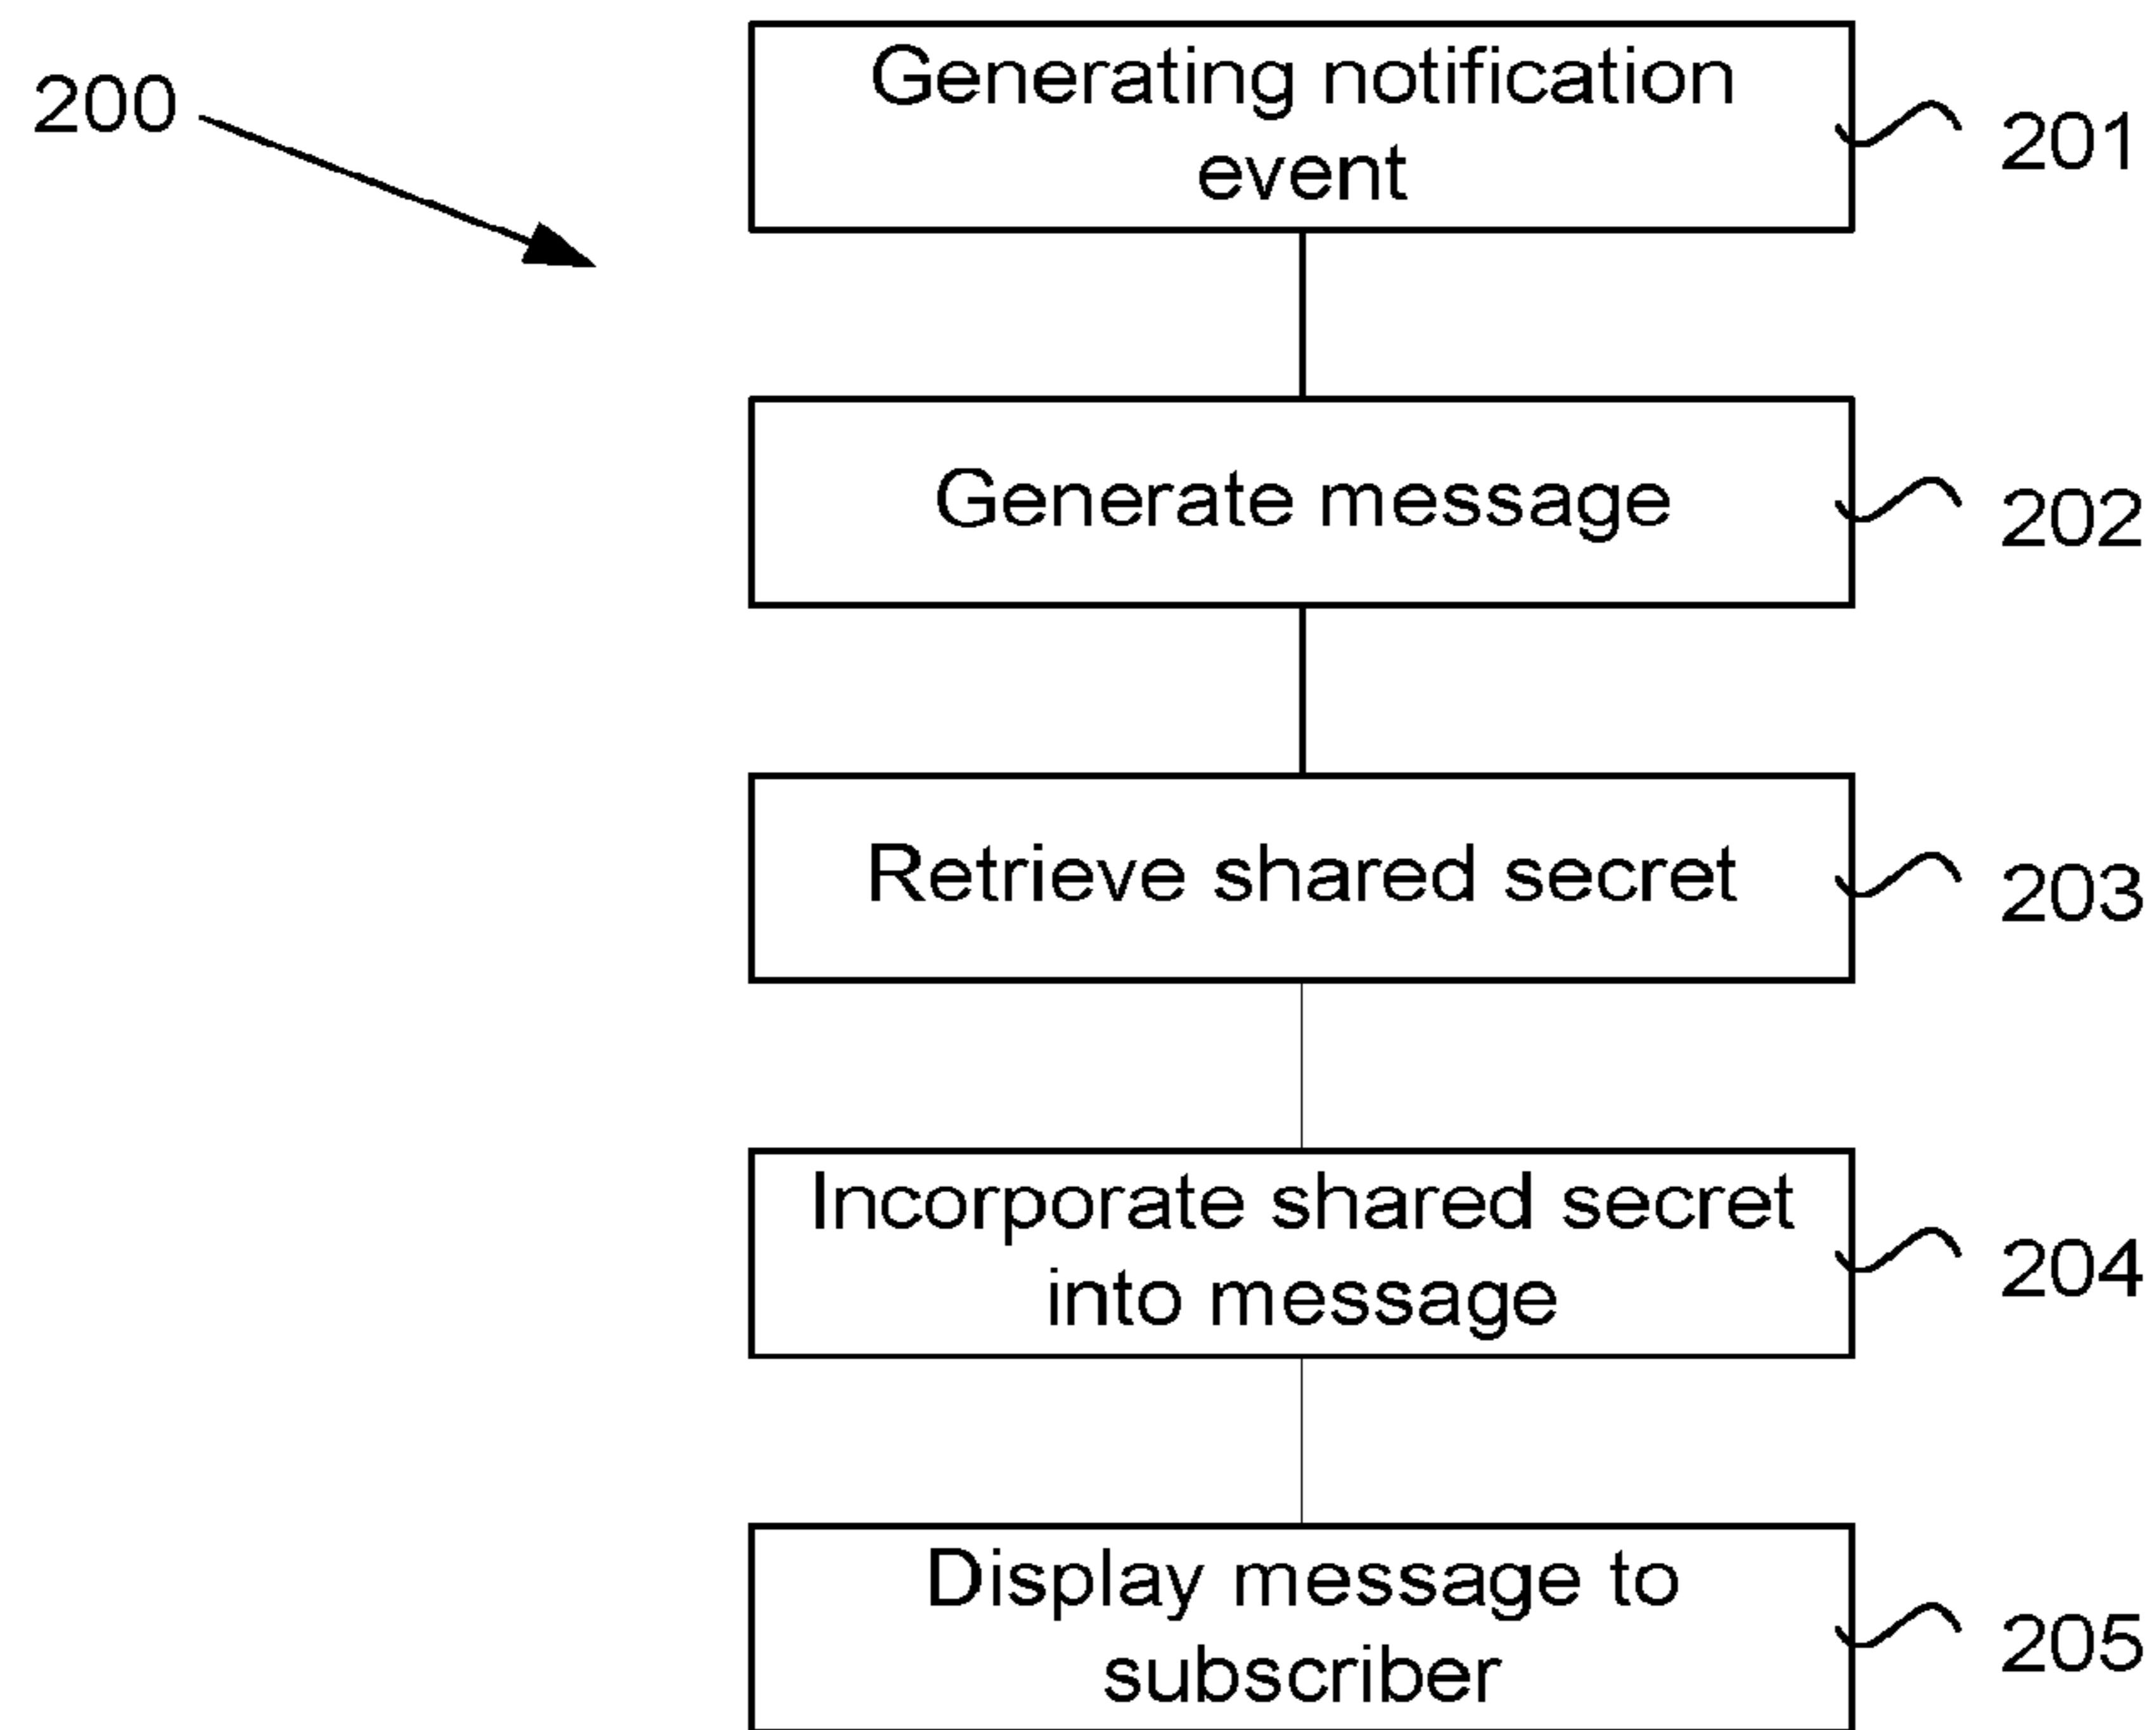 200
Generating notification
event
201
Generate message
202
Retrieve shared secret
203
Incorporate shared secret
into message
204
Display message to
subscriber
205